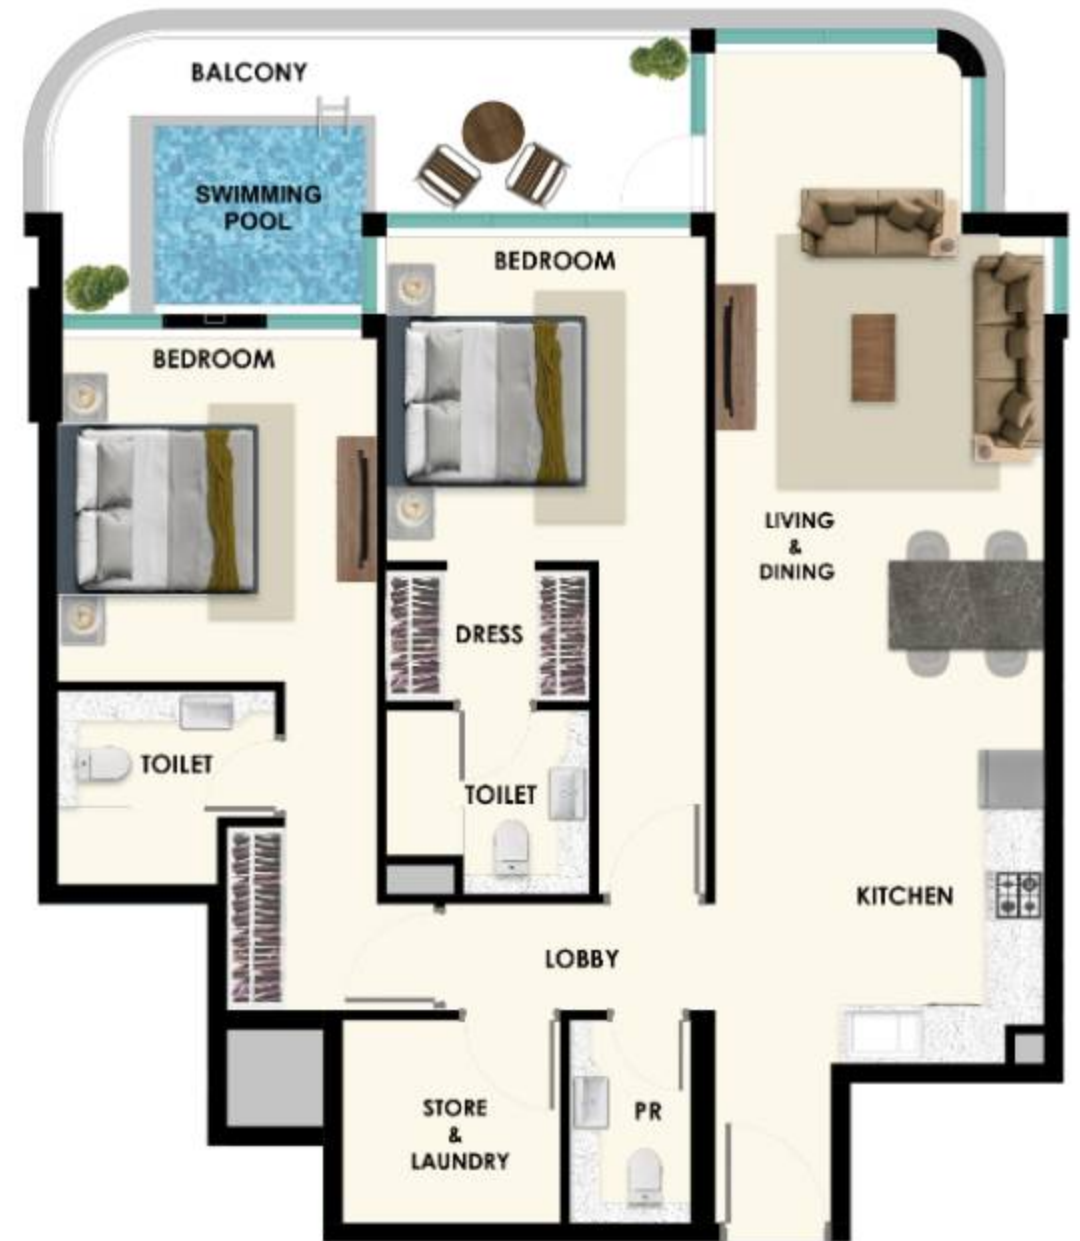 BALCONY
SWIMMING
POOL
BEDROOM
BEDROOM
LIVING
&
DINING
DRESS
TOILET
TOILET
KITCHEN
LOBBY
STORE
&
LAUNDRY
PR